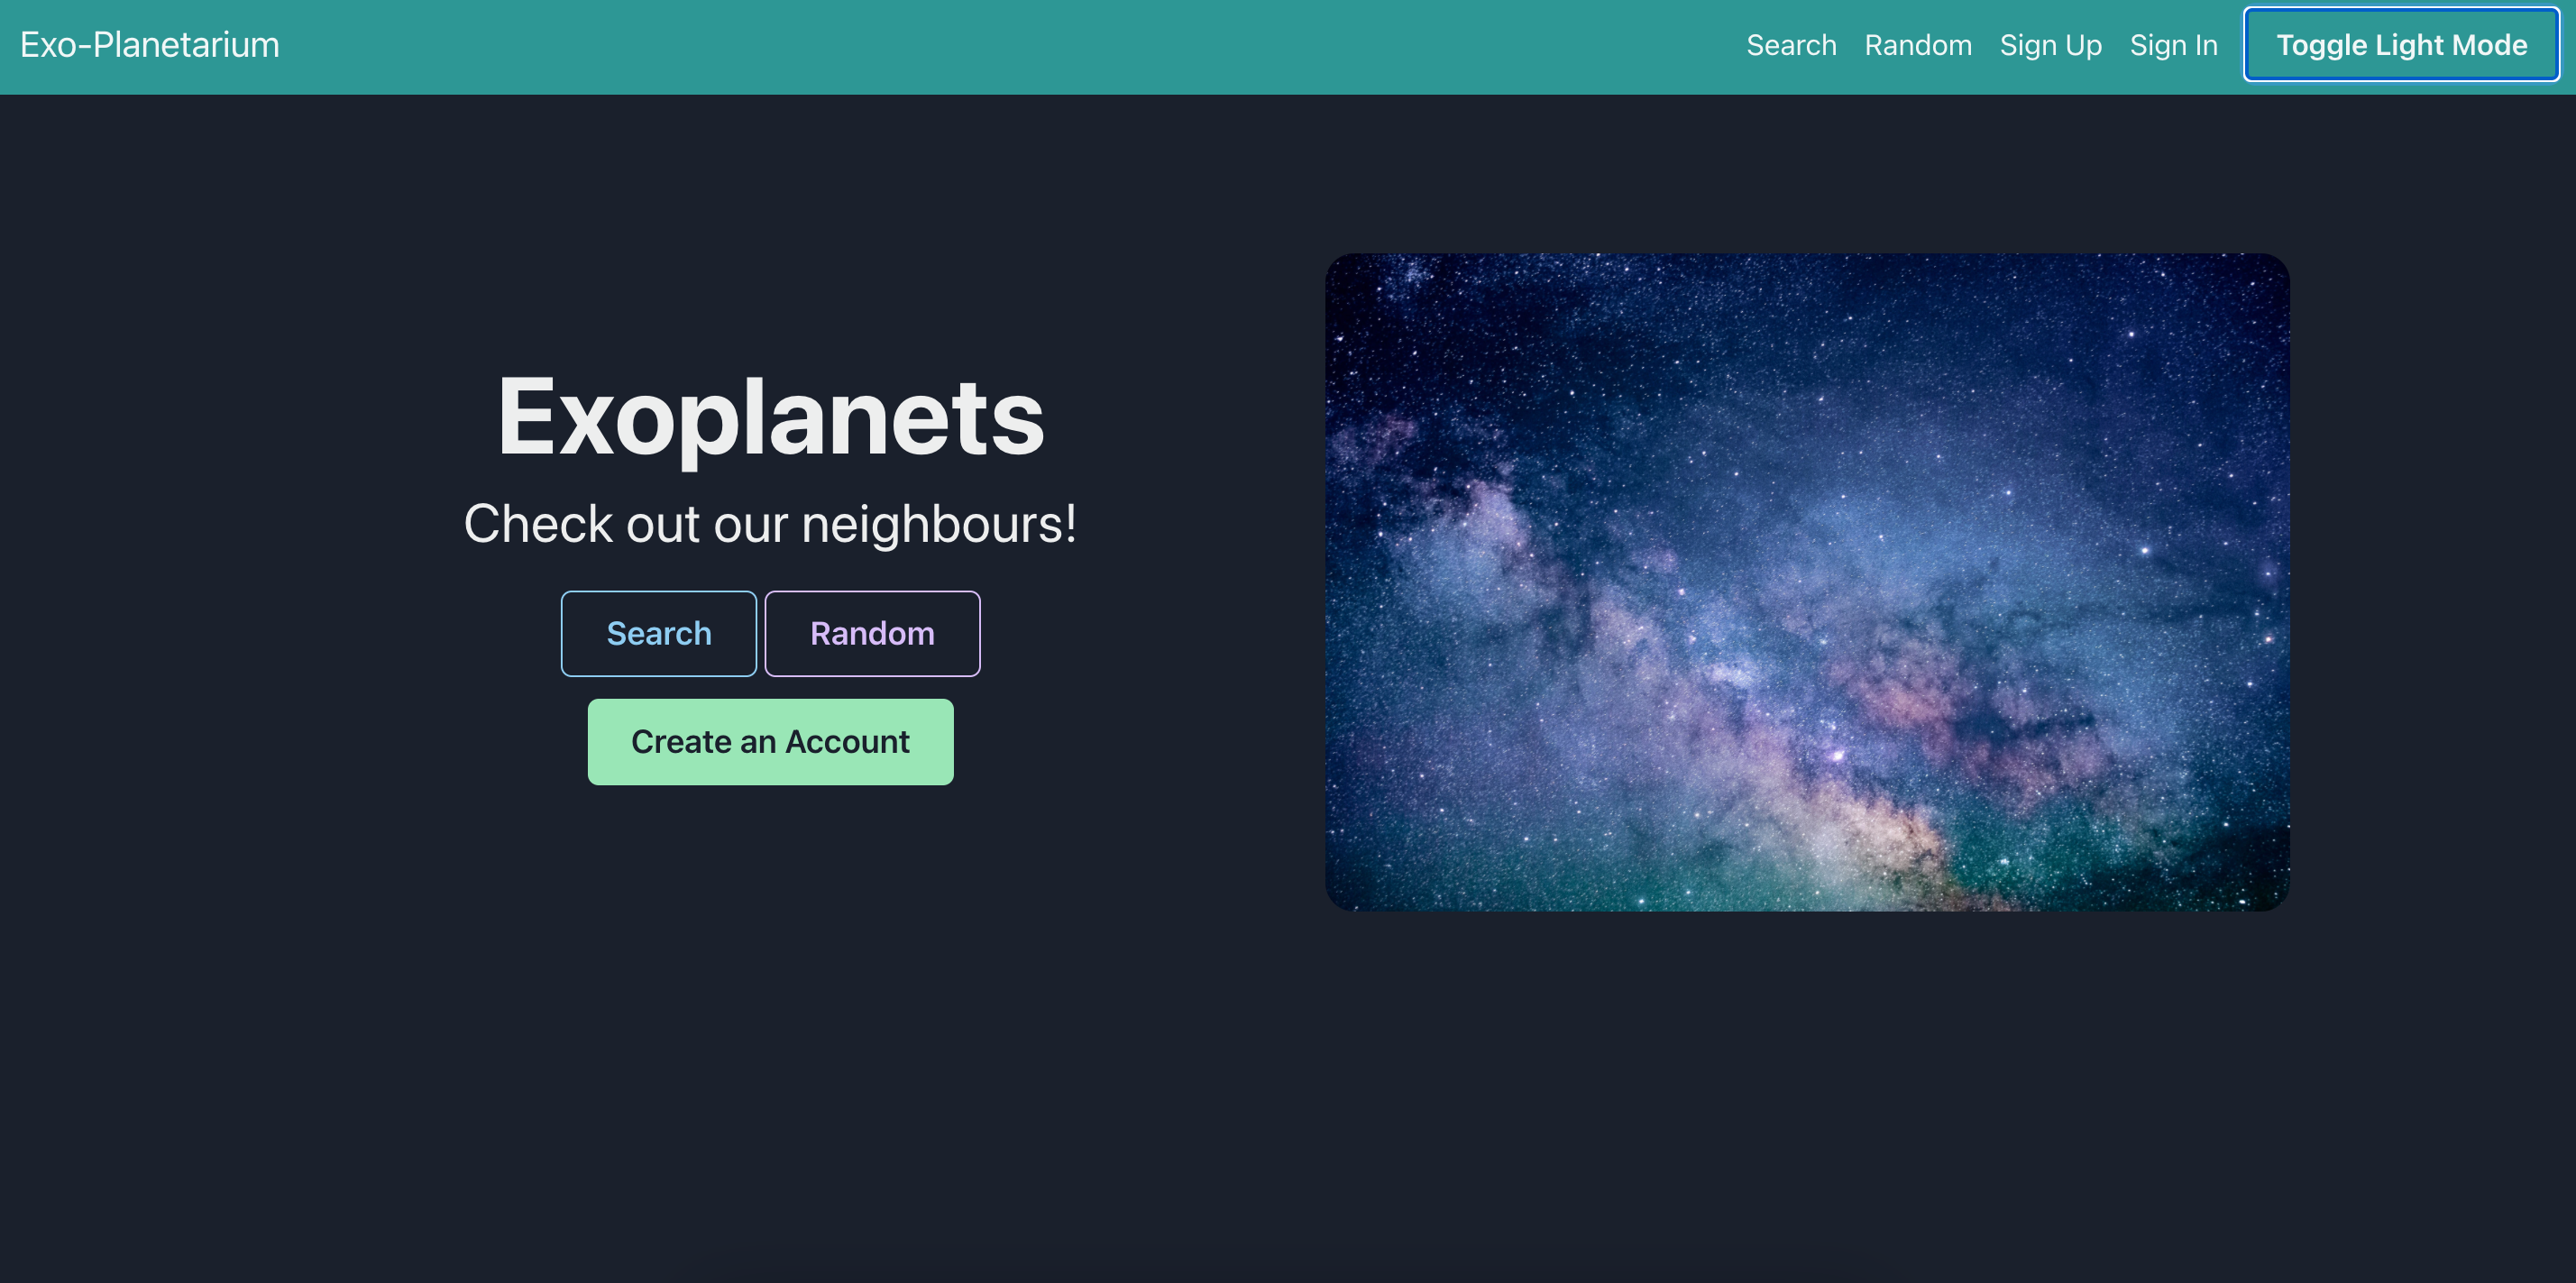 Exo-Planetarium
Search Random Sign Up Sign In Toggle Light Mode
Exoplanets
Check out our neighbours!
Search Random
Create an Account